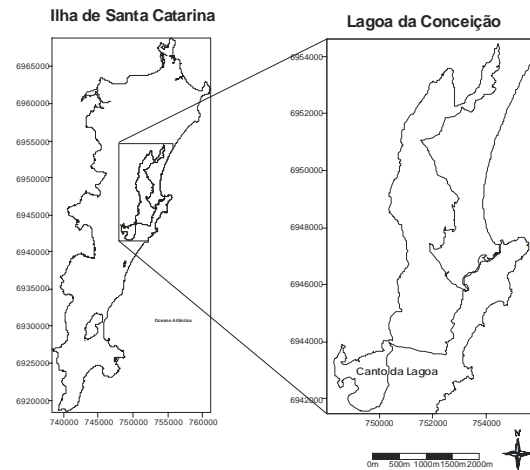 Ilha de Santa Catarina
Lagoa da Conceição
6965000
6960000
6955000
6950000
6945000
6940000
6935000
6930000
6925000
6920000
Oceano Atlântico
740000 745000 750000 755000 760000
6954000
6952000
6950000
6948000
6946000
6944000
6942000
Canto da Lagoa
750000 752000 754000
N
0m 500m 1000m 1500m 2000m